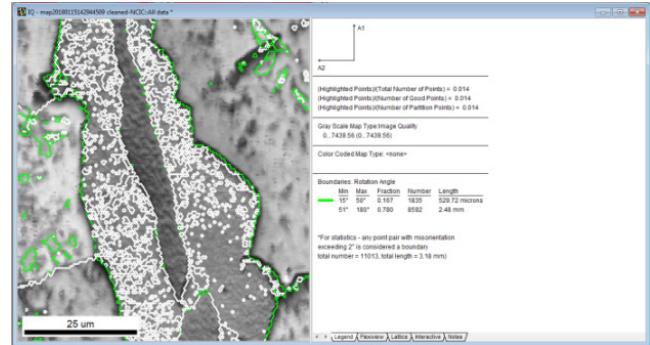 IQ - map20180115142944509 cleaned-NCIC::All data *
A1
A2
(Highlighted Points)/(Total Number of Points) = 0.014
(Highlighted Points)/(Number of Good Points) = 0.014
(Highlighted Points)/(Number of Partition Points) = 0.014
Gray Scale Map Type:Image Quality
0...7438.56 (0...7438.56)
Color Coded Map Type: <none>
Boundaries: Rotation Angle
Min Max Fraction Number Length
15° 50° 0.167 1835 529.72 microns
51° 180° 0.780 8592 2.48 mm
*For statistics - any point pair with misorientation
exceeding 2° is considered a boundary
total number = 11013, total length = 3.18 mm)
25 um
Legend Plexiview Lattice Interactive Notes